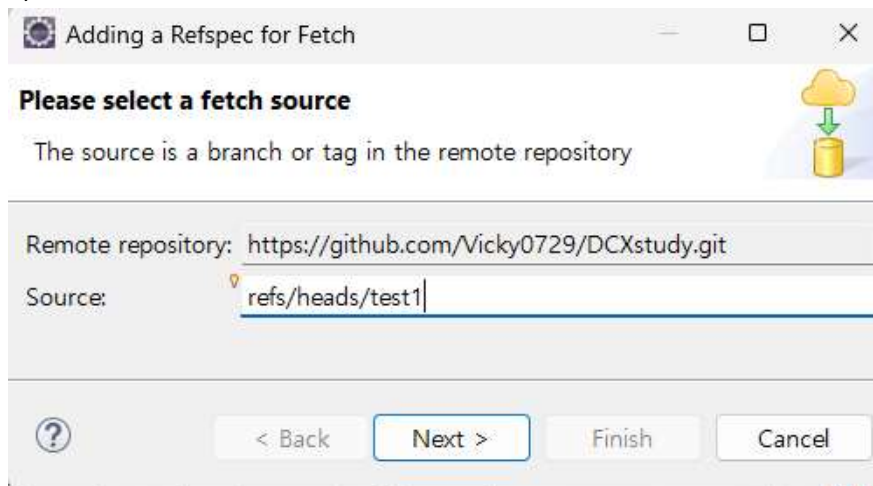 Adding a Refspec for Fetch
Please select a fetch source
The source is a branch or tag in the remote repository
Remote repository: https://github.com/Vicky0729/DCXstudy.git
Source: refs/heads/test1
< Back Next > Finish Cancel